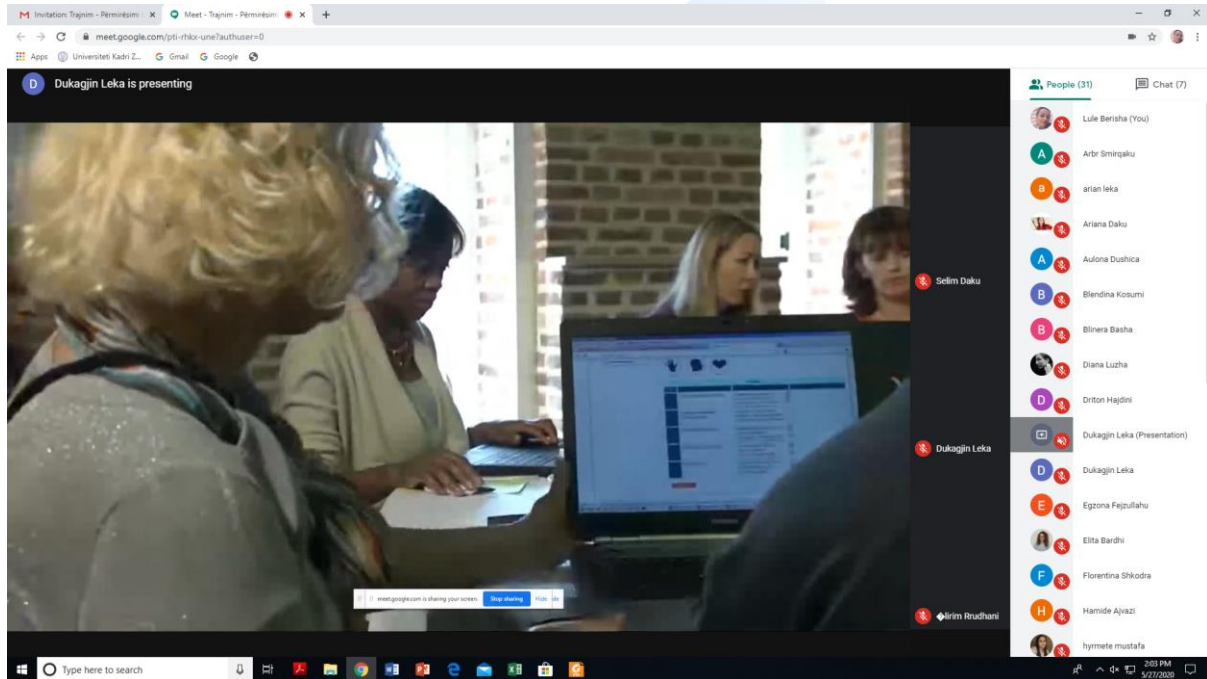 Invitation: Trajnim - Përmirësimi :
Meet - Trajnim - Përmirësimi
meet.google.com/pti-rhkx-une?authuser=0
Apps
Universiteti Kadri Z...
Gmail
Google
D
Dukagjin Leka is presenting
People (31)
Chat (7)
Lule Berisha (You)
A
Arbr Smirqaku
a
arian leka
Ariana Daku
A
Aulona Dushica
B
Blendina Kosumi
B
Blinera Basha
Diana Luzha
D
Driton Hajdini
Dukagjin Leka (Presentation)
D
Dukagjin Leka
E
Egzona Fejzullahu
Elita Bardhi
F
Florentina Shkodra
H
Hamide Ajvazi
hyrmete mustafa
Selim Daku
Dukagjin Leka
�lirim Rrudhani
meet.google.com is sharing your screen.
Stop sharing
Hide
Type here to search
2:03 PM
5/27/2020